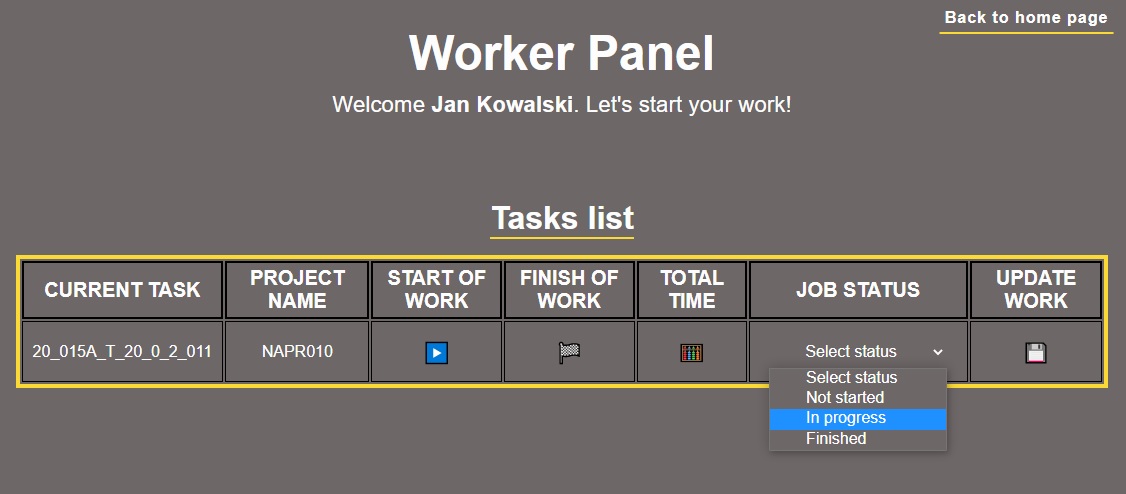 Back to home page
Worker Panel
Welcome Jan Kowalski. Let's start your work!
Tasks list
CURRENT TASK
PROJECT
NAME
START OF
WORK
FINISH OF
WORK
TOTAL
TIME
JOB STATUS
UPDATE
WORK
20_015A_T_20_0_2_011
NAPR010
Select status
Select status
Not started
In progress
Finished